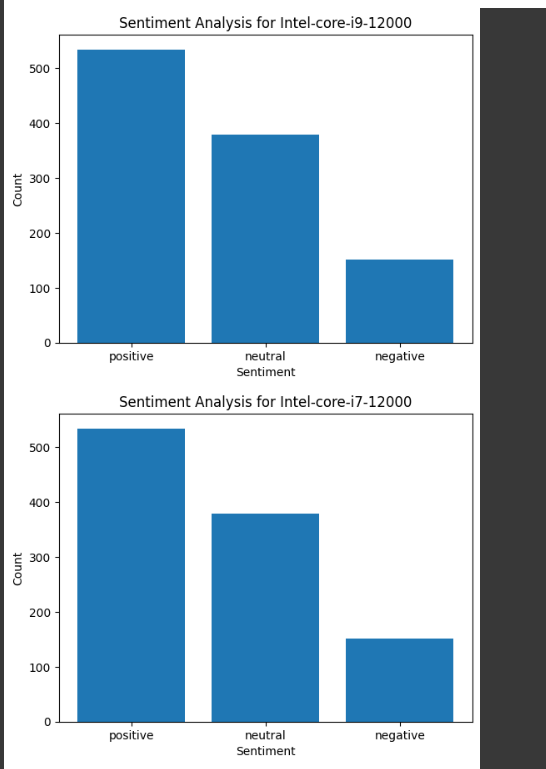 Sentiment Analysis for Intel-core-i9-12000
500
400
300
200
100
0
Count
positive neutral negative
Sentiment
Sentiment Analysis for Intel-core-i7-12000
500
400
300
200
100
0
Count
positive neutral negative
Sentiment